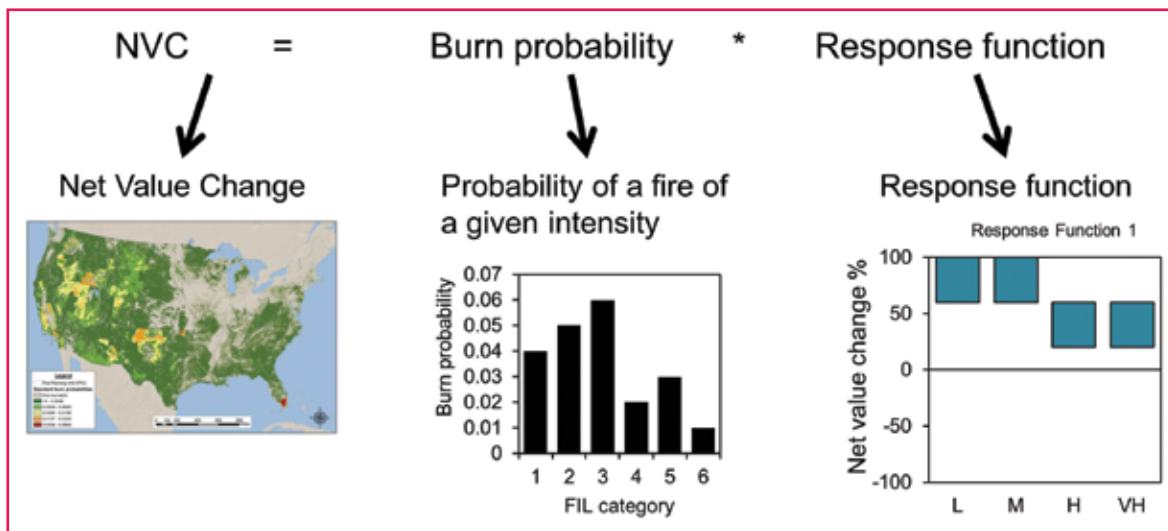 NVC = Burn probability * Response function
Net Value Change
Probability of a fire of
a given intensity
Response function
Response Function 1
Burn probability
0.07
0.06
0.05
0.04
0.03
0.02
0.01
0
1 2 3 4 5 6
FIL category
Net value change %
100
50
0
-50
-100
L M H VH